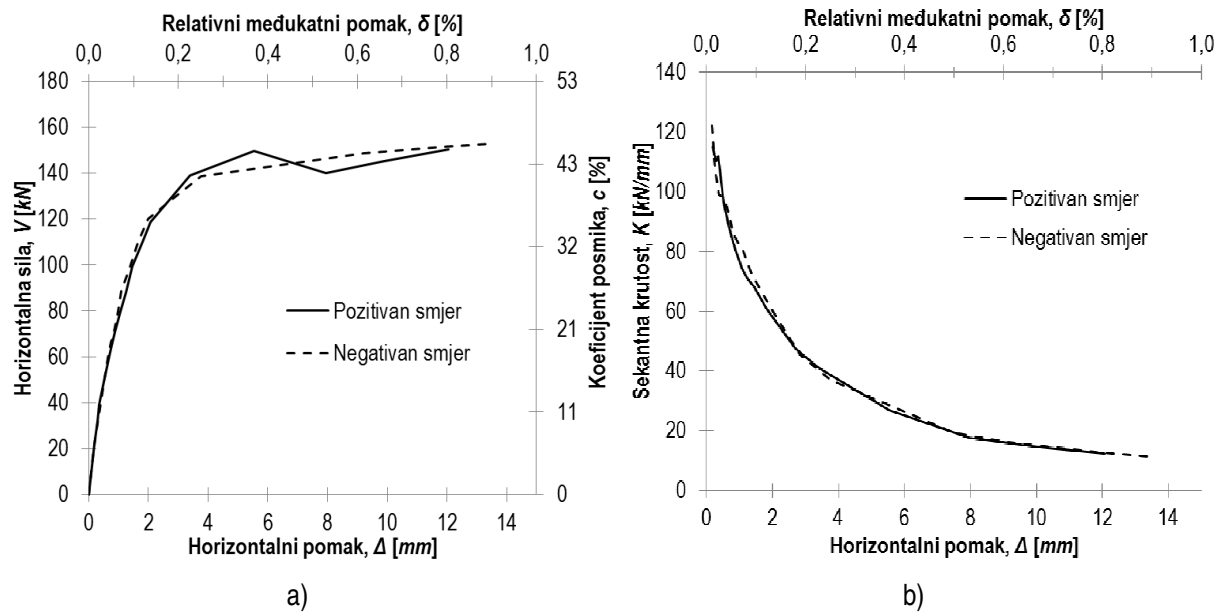 Relativni međukatni pomak, δ [%]
0,0 0,2 0,4 0,6 0,8 1,0
180
160
140
120
100
80
60
40
20
0
Horizontalna sila, V [kN]
53
43
32
21
11
0
Koeficijent posmika, c [%]
Pozitivan smjer
Negativan smjer
0 2 4 6 8 10 12 14
Horizontalni pomak, Δ [mm]
a)
Relativni međukatni pomak, δ [%]
0,0 0,2 0,4 0,6 0,8 1,0
140
120
100
80
60
40
20
0
Sekantna krutost, K [kN/mm]
Pozitivan smjer
Negativan smjer
0 2 4 6 8 10 12 14
Horizontalni pomak, Δ [mm]
b)